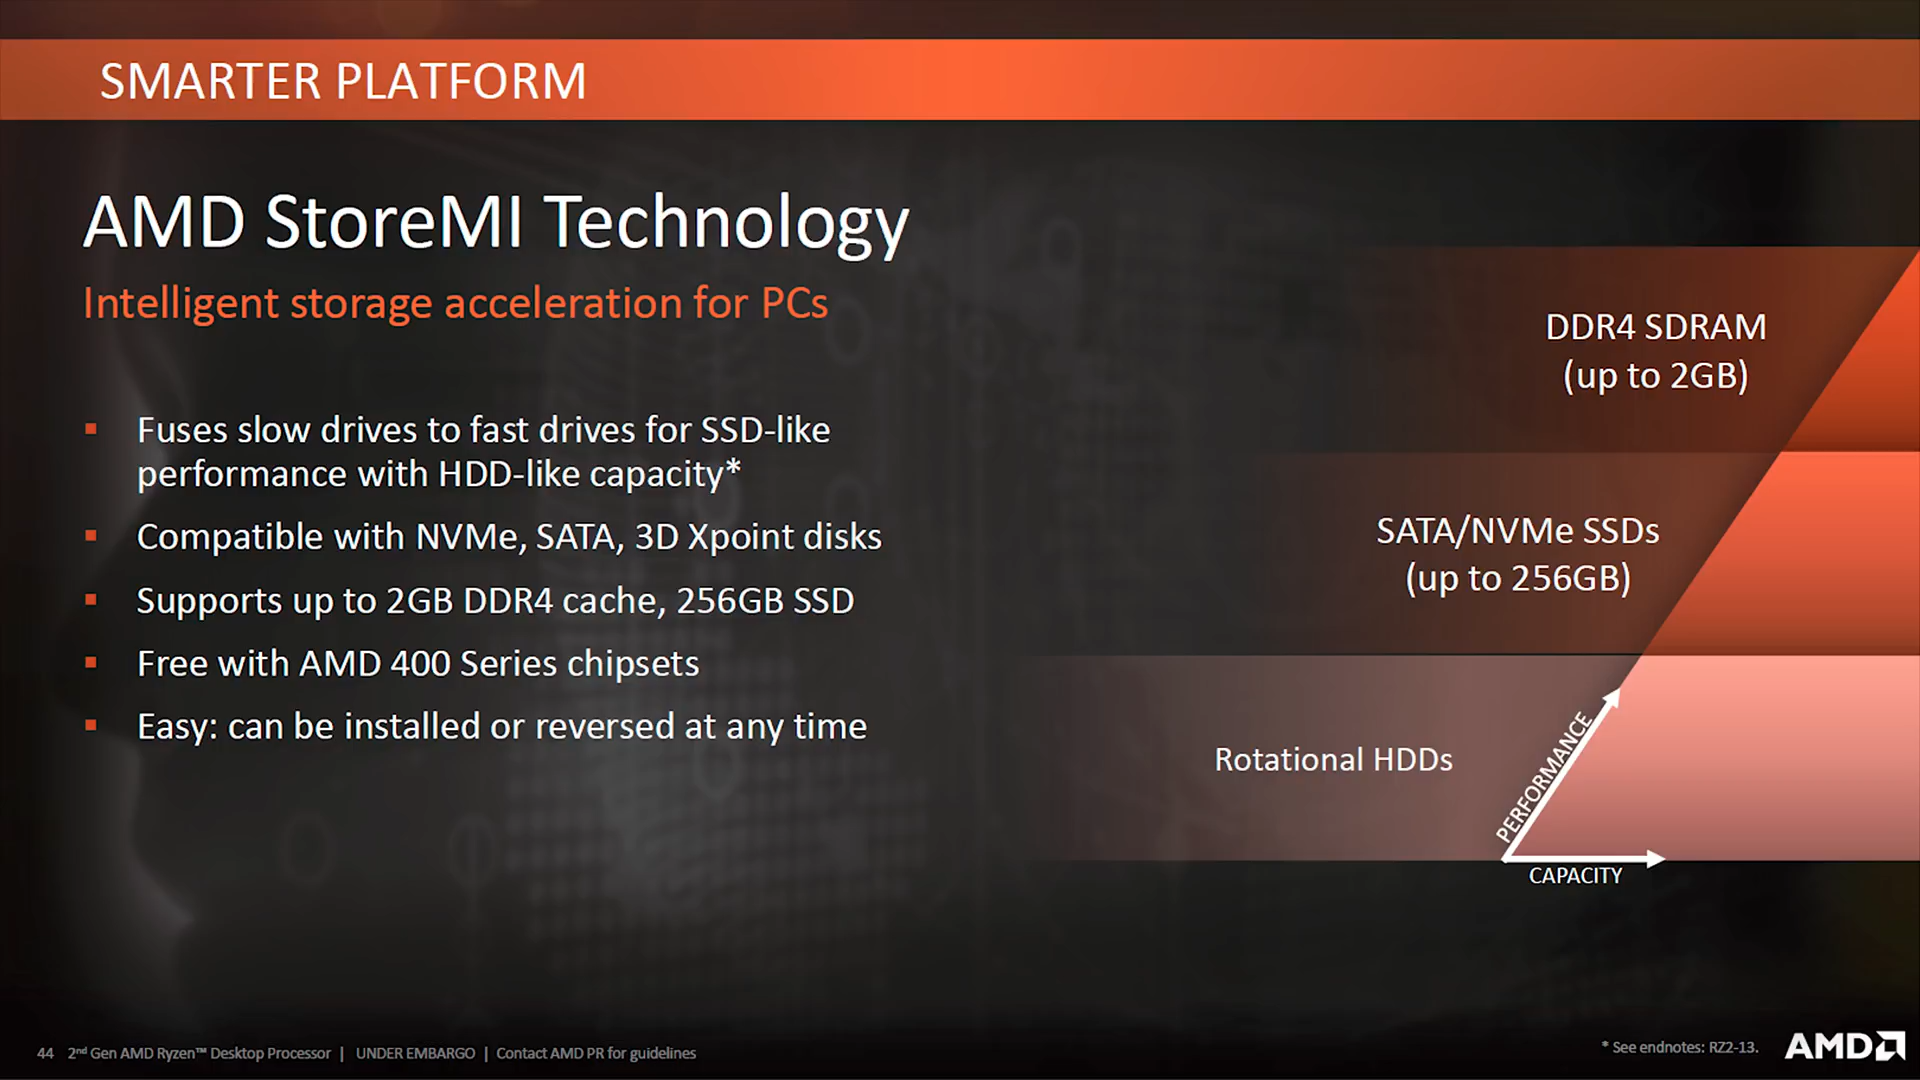 SMARTER PLATFORM
AMD StoreMI Technology
Intelligent storage acceleration for PCs
▪ Fuses slow drives to fast drives for SSD-like
performance with HDD-like capacity*
▪ Compatible with NVMe, SATA, 3D Xpoint disks
▪ Supports up to 2GB DDR4 cache, 256GB SSD
▪ Free with AMD 400 Series chipsets
▪ Easy: can be installed or reversed at any time
DDR4 SDRAM
(up to 2GB)
SATA/NVMe SSDs
(up to 256GB)
Rotational HDDs
PERFORMANCE
CAPACITY
44 2nd Gen AMD Ryzen™ Desktop Processor | UNDER EMBARGO | Contact AMD PR for guidelines
* See endnotes: RZ2-13.
AMD